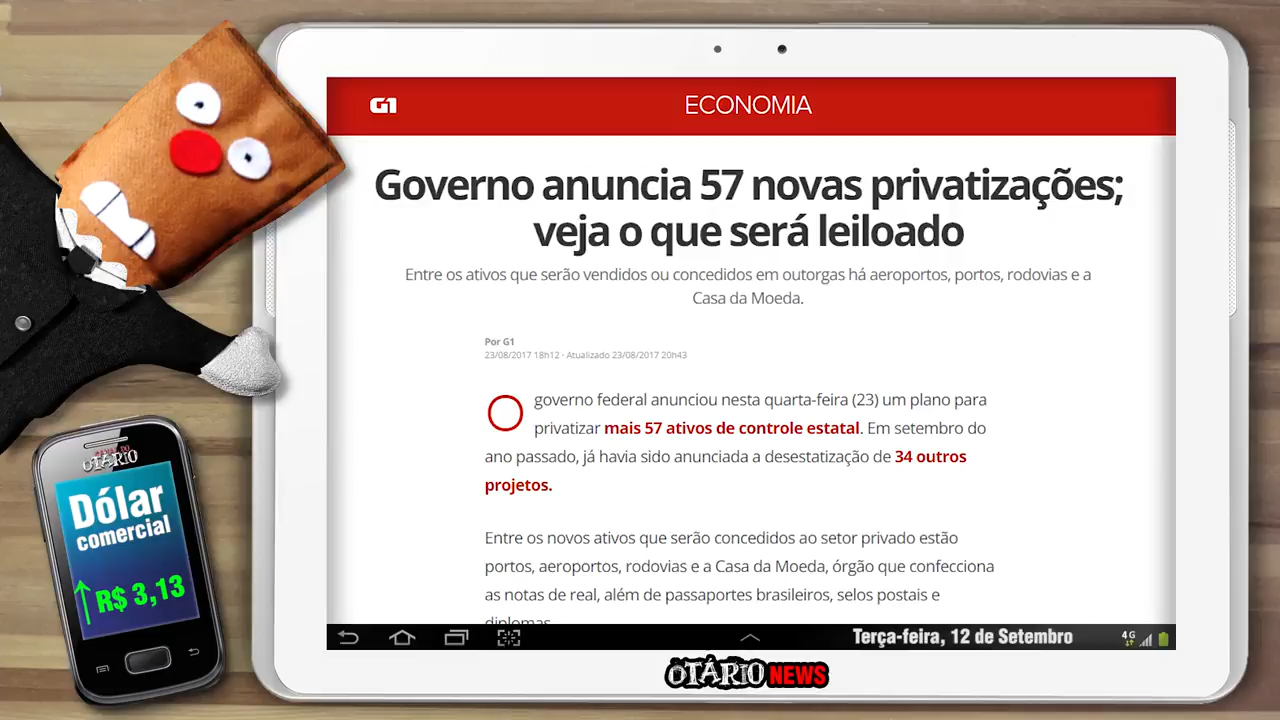 G1
ECONOMIA
Governo anuncia 57 novas privatizações;
veja o que será leiloado
Entre os ativos que serão vendidos ou concedidos em outorgas há aeroportos, portos, rodovias e a
Casa da Moeda.
Por G1
23/08/2017 18h12 · Atualizado 23/08/2017 20h43
O governo federal anunciou nesta quarta-feira (23) um plano para
privatizar mais 57 ativos de controle estatal. Em setembro do
ano passado, já havia sido anunciada a desestatização de 34 outros
projetos.
Entre os novos ativos que serão concedidos ao setor privado estão
portos, aeroportos, rodovias e a Casa da Moeda, órgão que confecciona
as notas de real, além de passaportes brasileiros, selos postais e
diplomas.
Terça-feira, 12 de Setembro
4G
OTÁRIO NEWS
OTÁRIO
Dólar
comercial
R$ 3,13